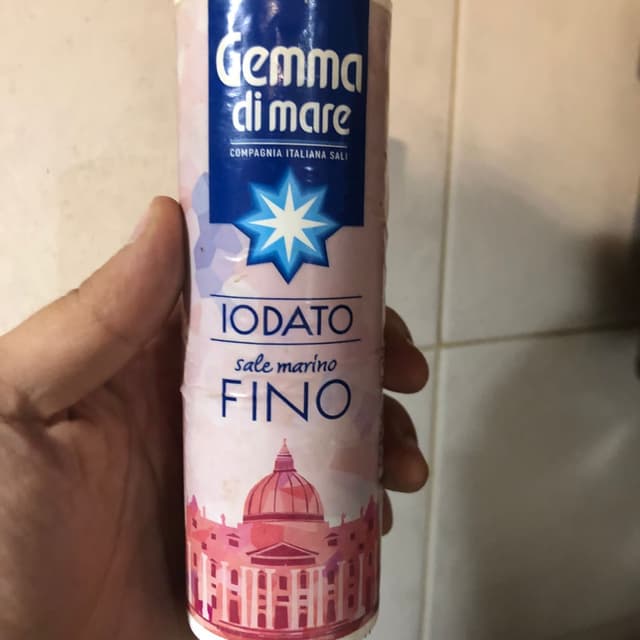 Gemma
di mare
COMPAGNIA ITALIANA SALI
IODATO
sale marino
FINO